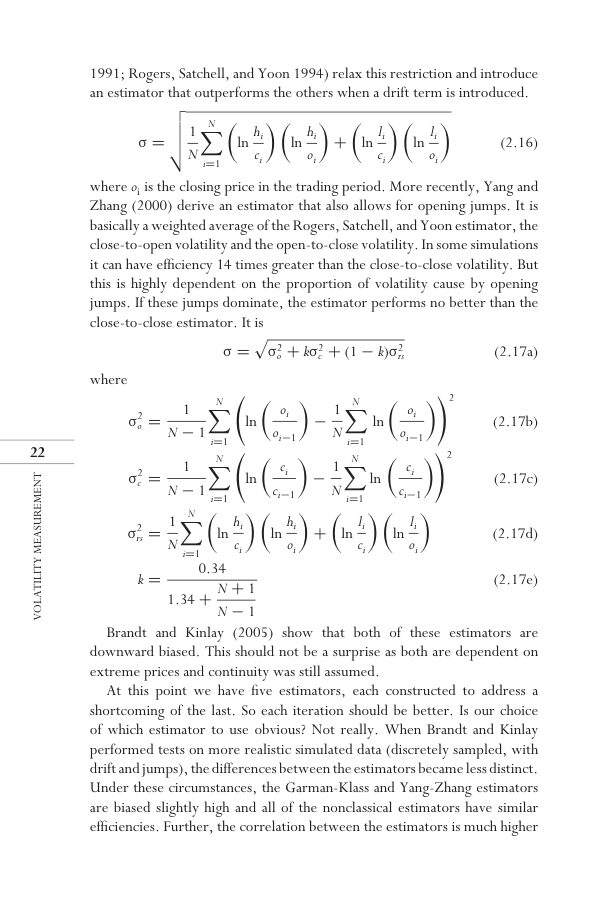 1991; Rogers, Satchell, and Yoon 1994) relax this restriction and introduce
an estimator that outperforms the others when a drift term is introduced.
σ = √( 1/N ∑_{i=1}^{N} (ln h_i/c_i) (ln h_i/o_i) + (ln l_i/c_i) (ln l_i/o_i) ) (2.16)
where o_i is the closing price in the trading period. More recently, Yang and
Zhang (2000) derive an estimator that also allows for opening jumps. It is
basically a weighted average of the Rogers, Satchell, and Yoon estimator, the
close-to-open volatility and the open-to-close volatility. In some simulations
it can have efficiency 14 times greater than the close-to-close volatility. But
this is highly dependent on the proportion of volatility cause by opening
jumps. If these jumps dominate, the estimator performs no better than the
close-to-close estimator. It is
σ = √(σ_o^2 + kσ_c^2 + (1 − k)σ_rs^2) (2.17a)
where
σ_o^2 = 1/(N − 1) ∑_{i=1}^{N} (ln (o_i/o_{i−1}) − 1/N ∑_{i=1}^{N} ln (o_i/o_{i−1}))^2 (2.17b)
σ_c^2 = 1/(N − 1) ∑_{i=1}^{N} (ln (c_i/c_{i−1}) − 1/N ∑_{i=1}^{N} ln (c_i/c_{i−1}))^2 (2.17c)
σ_rs^2 = 1/N ∑_{i=1}^{N} (ln h_i/c_i) (ln h_i/o_i) + (ln l_i/c_i) (ln l_i/o_i) (2.17d)
k = 0.34/(1.34 + (N + 1)/(N − 1)) (2.17e)
Brandt and Kinlay (2005) show that both of these estimators are
downward biased. This should not be a surprise as both are dependent on
extreme prices and continuity was still assumed.
At this point we have five estimators, each constructed to address a
shortcoming of the last. So each iteration should be better. Is our choice
of which estimator to use obvious? Not really. When Brandt and Kinlay
performed tests on more realistic simulated data (discretely sampled, with
drift and jumps), the differences between the estimators became less distinct.
Under these circumstances, the Garman-Klass and Yang-Zhang estimators
are biased slightly high and all of the nonclassical estimators have similar
efficiencies. Further, the correlation between the estimators is much higher
22
VOLATILITY MEASUREMENT